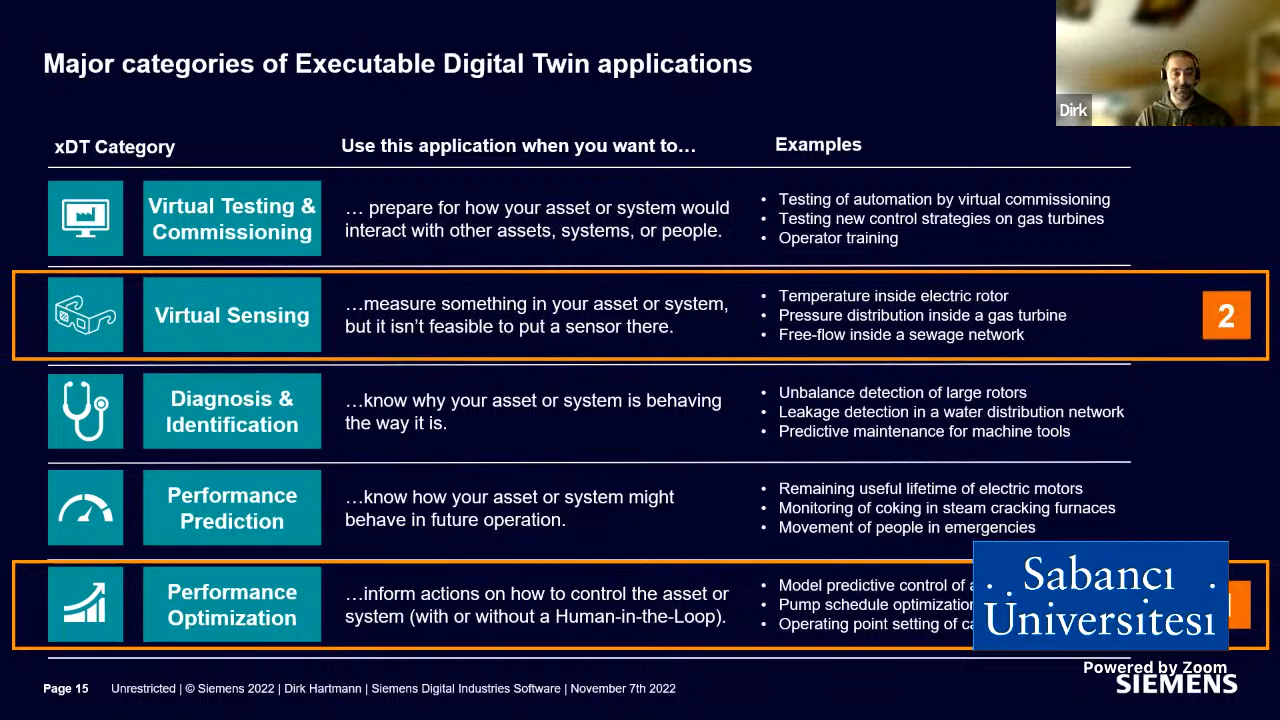 Major categories of Executable Digital Twin applications
Dirk
xDT Category
Use this application when you want to…
Examples
Virtual Testing &
Commissioning
… prepare for how your asset or system would
interact with other assets, systems, or people.
• Testing of automation by virtual commissioning
• Testing new control strategies on gas turbines
• Operator training
Virtual Sensing
…measure something in your asset or system,
but it isn’t feasible to put a sensor there.
• Temperature inside electric rotor
• Pressure distribution inside a gas turbine
• Free-flow inside a sewage network
2
Diagnosis &
Identification
…know why your asset or system is behaving
the way it is.
• Unbalance detection of large rotors
• Leakage detection in a water distribution network
• Predictive maintenance for machine tools
Performance
Prediction
…know how your asset or system might
behave in future operation.
• Remaining useful lifetime of electric motors
• Monitoring of coking in steam cracking furnaces
• Movement of people in emergencies
Performance
Optimization
…inform actions on how to control the asset or
system (with or without a Human-in-the-Loop).
• Model predictive control of
• Pump schedule optimization
• Operating point setting of
Sabancı
Üniversitesi
Powered by Zoom
SIEMENS
Page 15
Unrestricted | © Siemens 2022 | Dirk Hartmann | Siemens Digital Industries Software | November 7th 2022